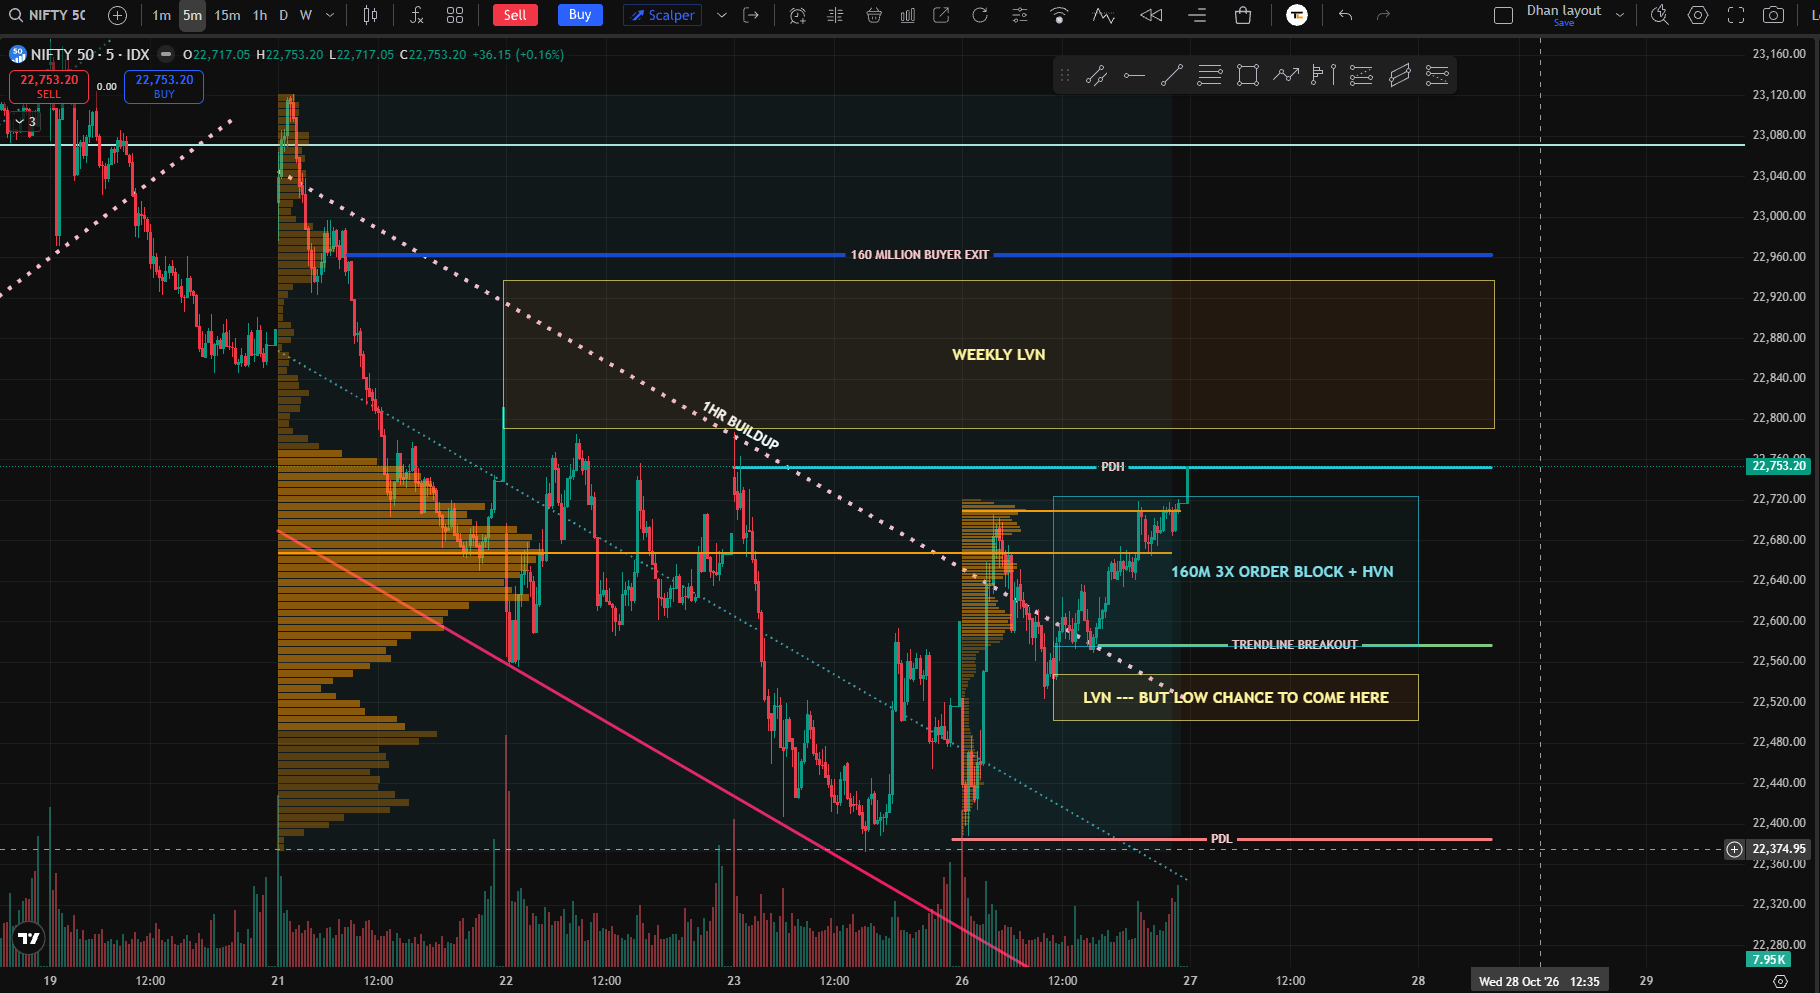 NIFTY 50
1m 5m 15m 1h D W
Sell
Buy
Scalper
Dhan layout
Save
NIFTY 50 · 5 · IDX
O22,717.05 H22,753.20 L22,717.05 C22,753.20 +36.15 (+0.16%)
22,753.20
SELL
0.00
22,753.20
BUY
3
160 MILLION BUYER EXIT
WEEKLY LVN
1HR BUILDUP
PDH
160M 3X ORDER BLOCK + HVN
TRENDLINE BREAKOUT
LVN --- BUT LOW CHANCE TO COME HERE
PDL
23,160.00
23,120.00
23,080.00
23,040.00
23,000.00
22,960.00
22,920.00
22,880.00
22,840.00
22,800.00
22,753.20
22,720.00
22,680.00
22,640.00
22,600.00
22,560.00
22,520.00
22,480.00
22,440.00
22,400.00
22,374.95
22,360.00
22,320.00
22,280.00
7.95K
19 12:00 21 12:00 22 12:00 23 12:00 26 12:00 27 12:00 28 Wed 28 Oct '26 12:35 29